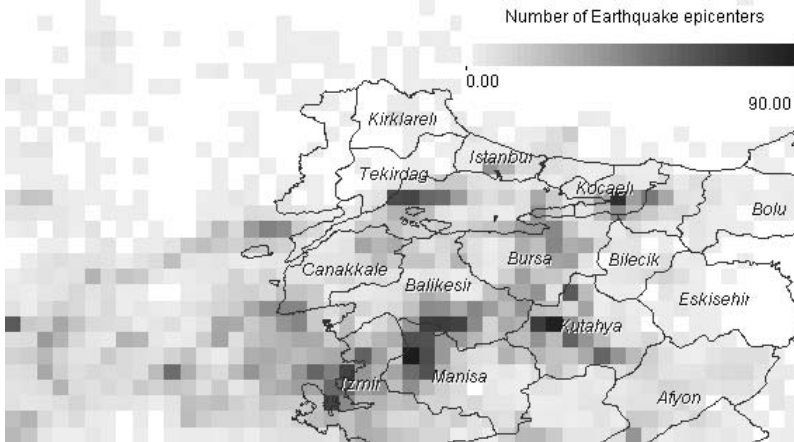 Number of Earthquake epicenters
0.00
90.00
Kirklareli
Istanbul
Tekirdag
Kocaeli
Bolu
Bursa
Bilecik
Canakkale
Balikesir
Eskisehir
Kutahya
Izmir
Manisa
Afyon